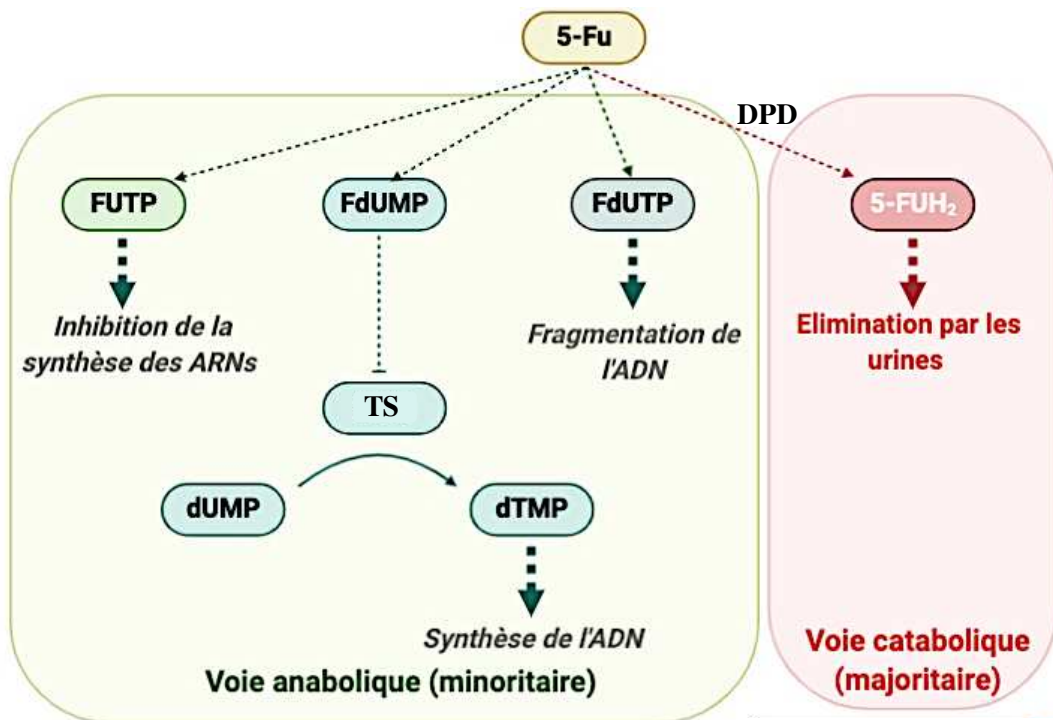 5-Fu
DPD
FUTP
FdUMP
FdUTP
5-FUH₂
Inhibition de la
synthèse des ARNs
Fragmentation de
l'ADN
Elimination par les
urines
TS
dUMP
dTMP
Synthèse de l'ADN
Voie anabolique (minoritaire)
Voie catabolique
(majoritaire)